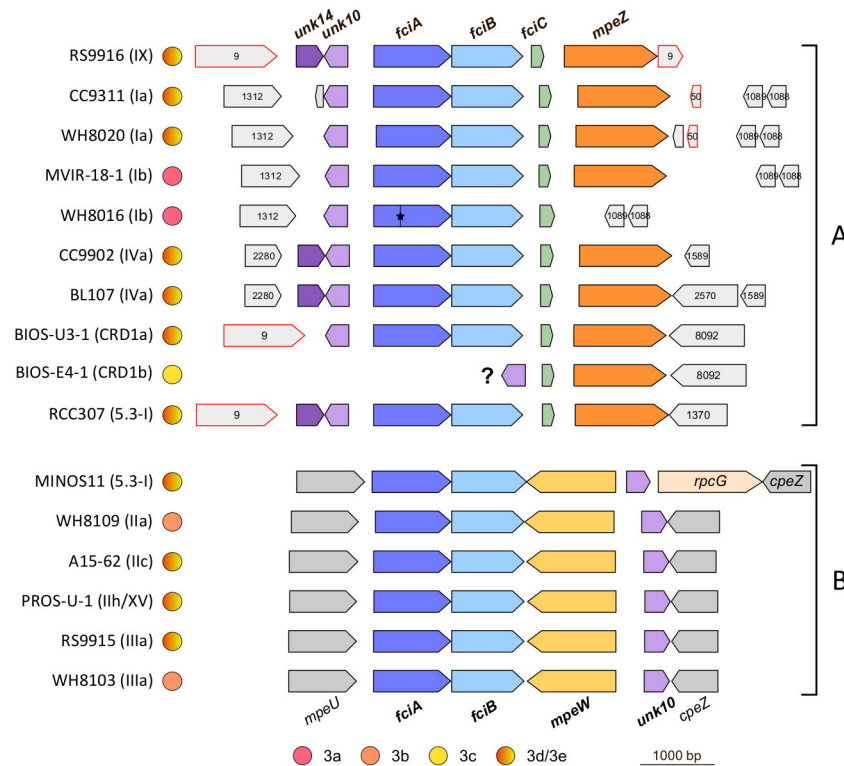 unk14 unk10 fciA fciB fciC mpeZ
RS9916 (IX) 9 9
CC9311 (Ia) 1312 50 1089 1088
WH8020 (Ia) 1312 50 1089 1088
MVIR-18-1 (Ib) 1312 1089 1088
A
WH8016 (Ib) 1312 1089 1088
CC9902 (IVa) 2280 1589
BL107 (IVa) 2280 2570 1589
BIOS-U3-1 (CRD1a) 9 8092
BIOS-E4-1 (CRD1b) ? 8092
RCC307 (5.3-I) 9 1370
MINOS11 (5.3-I) rpcG cpeZ
WH8109 (IIa)
A15-62 (IIc)
B
PROS-U-1 (IIh/XV)
RS9915 (IIIa)
WH8103 (IIIa)
mpeU fciA fciB mpeW unk10 cpeZ
3a 3b 3c 3d/3e 1000 bp